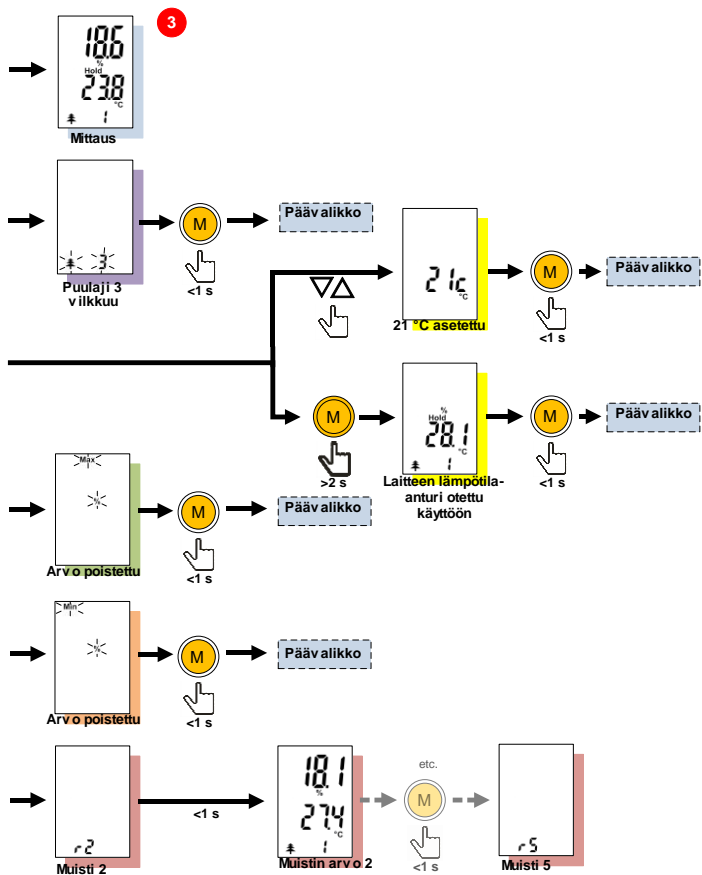 3
18.6
%
Hold
23.8
°C
1
Mittaus
3
Puulaji 3
vilkkuu
M
<1 s
Päävalikko
21c
°C
21 °C asetettu
M
<1 s
Päävalikko
M
>2 s
%
Hold
28.1
°C
1
Laitteen lämpötila-
anturi otettu
käyttöön
M
<1 s
Päävalikko
Max
%
Arvo poistettu
M
<1 s
Päävalikko
Min
%
Arvo poistettu
M
<1 s
Päävalikko
r2
Muisti 2
<1 s
18.1
%
27.4
°C
1
Muistin arvo 2
etc.
M
<1 s
r5
Muisti 5